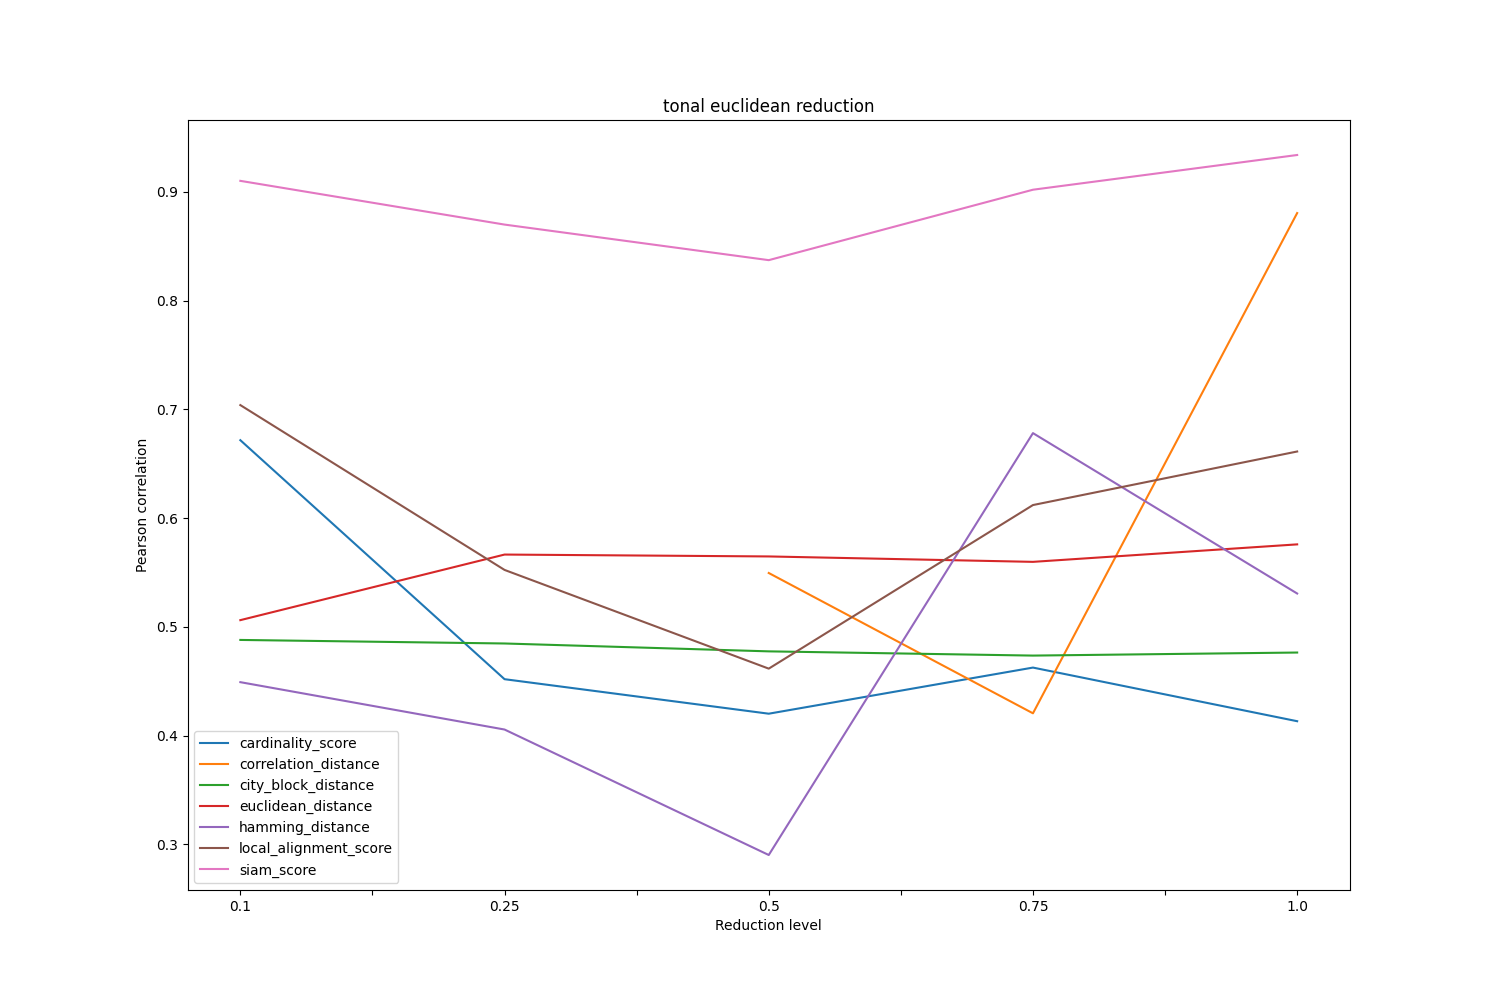 tonal euclidean reduction
Pearson correlation
0.9
0.8
0.7
0.6
0.5
0.4
0.3
cardinality_score
correlation_distance
city_block_distance
euclidean_distance
hamming_distance
local_alignment_score
siam_score
0.1 0.25 0.5 0.75 1.0
Reduction level